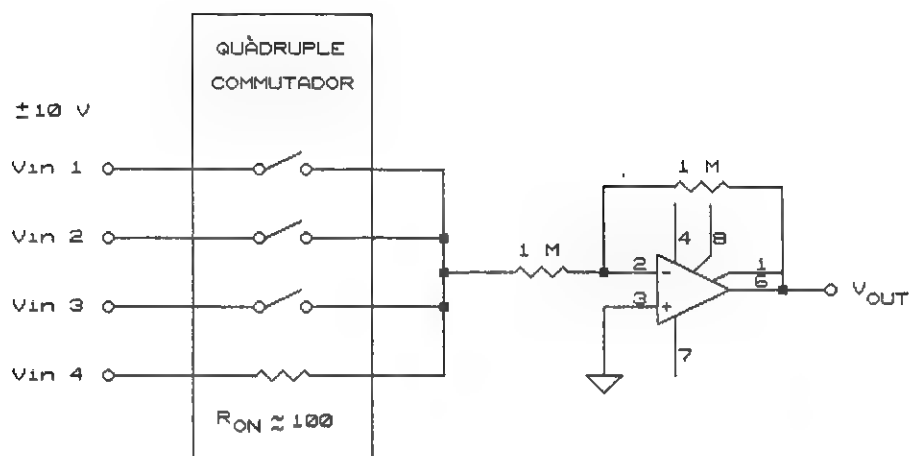 QUÀDRUPLE
COMMUTADOR
±10 V
Vin 1
Vin 2
Vin 3
Vin 4
R_ON ≈ 100
1 M
1 M
4
8
2
-
1
6
3
+
7
V_OUT